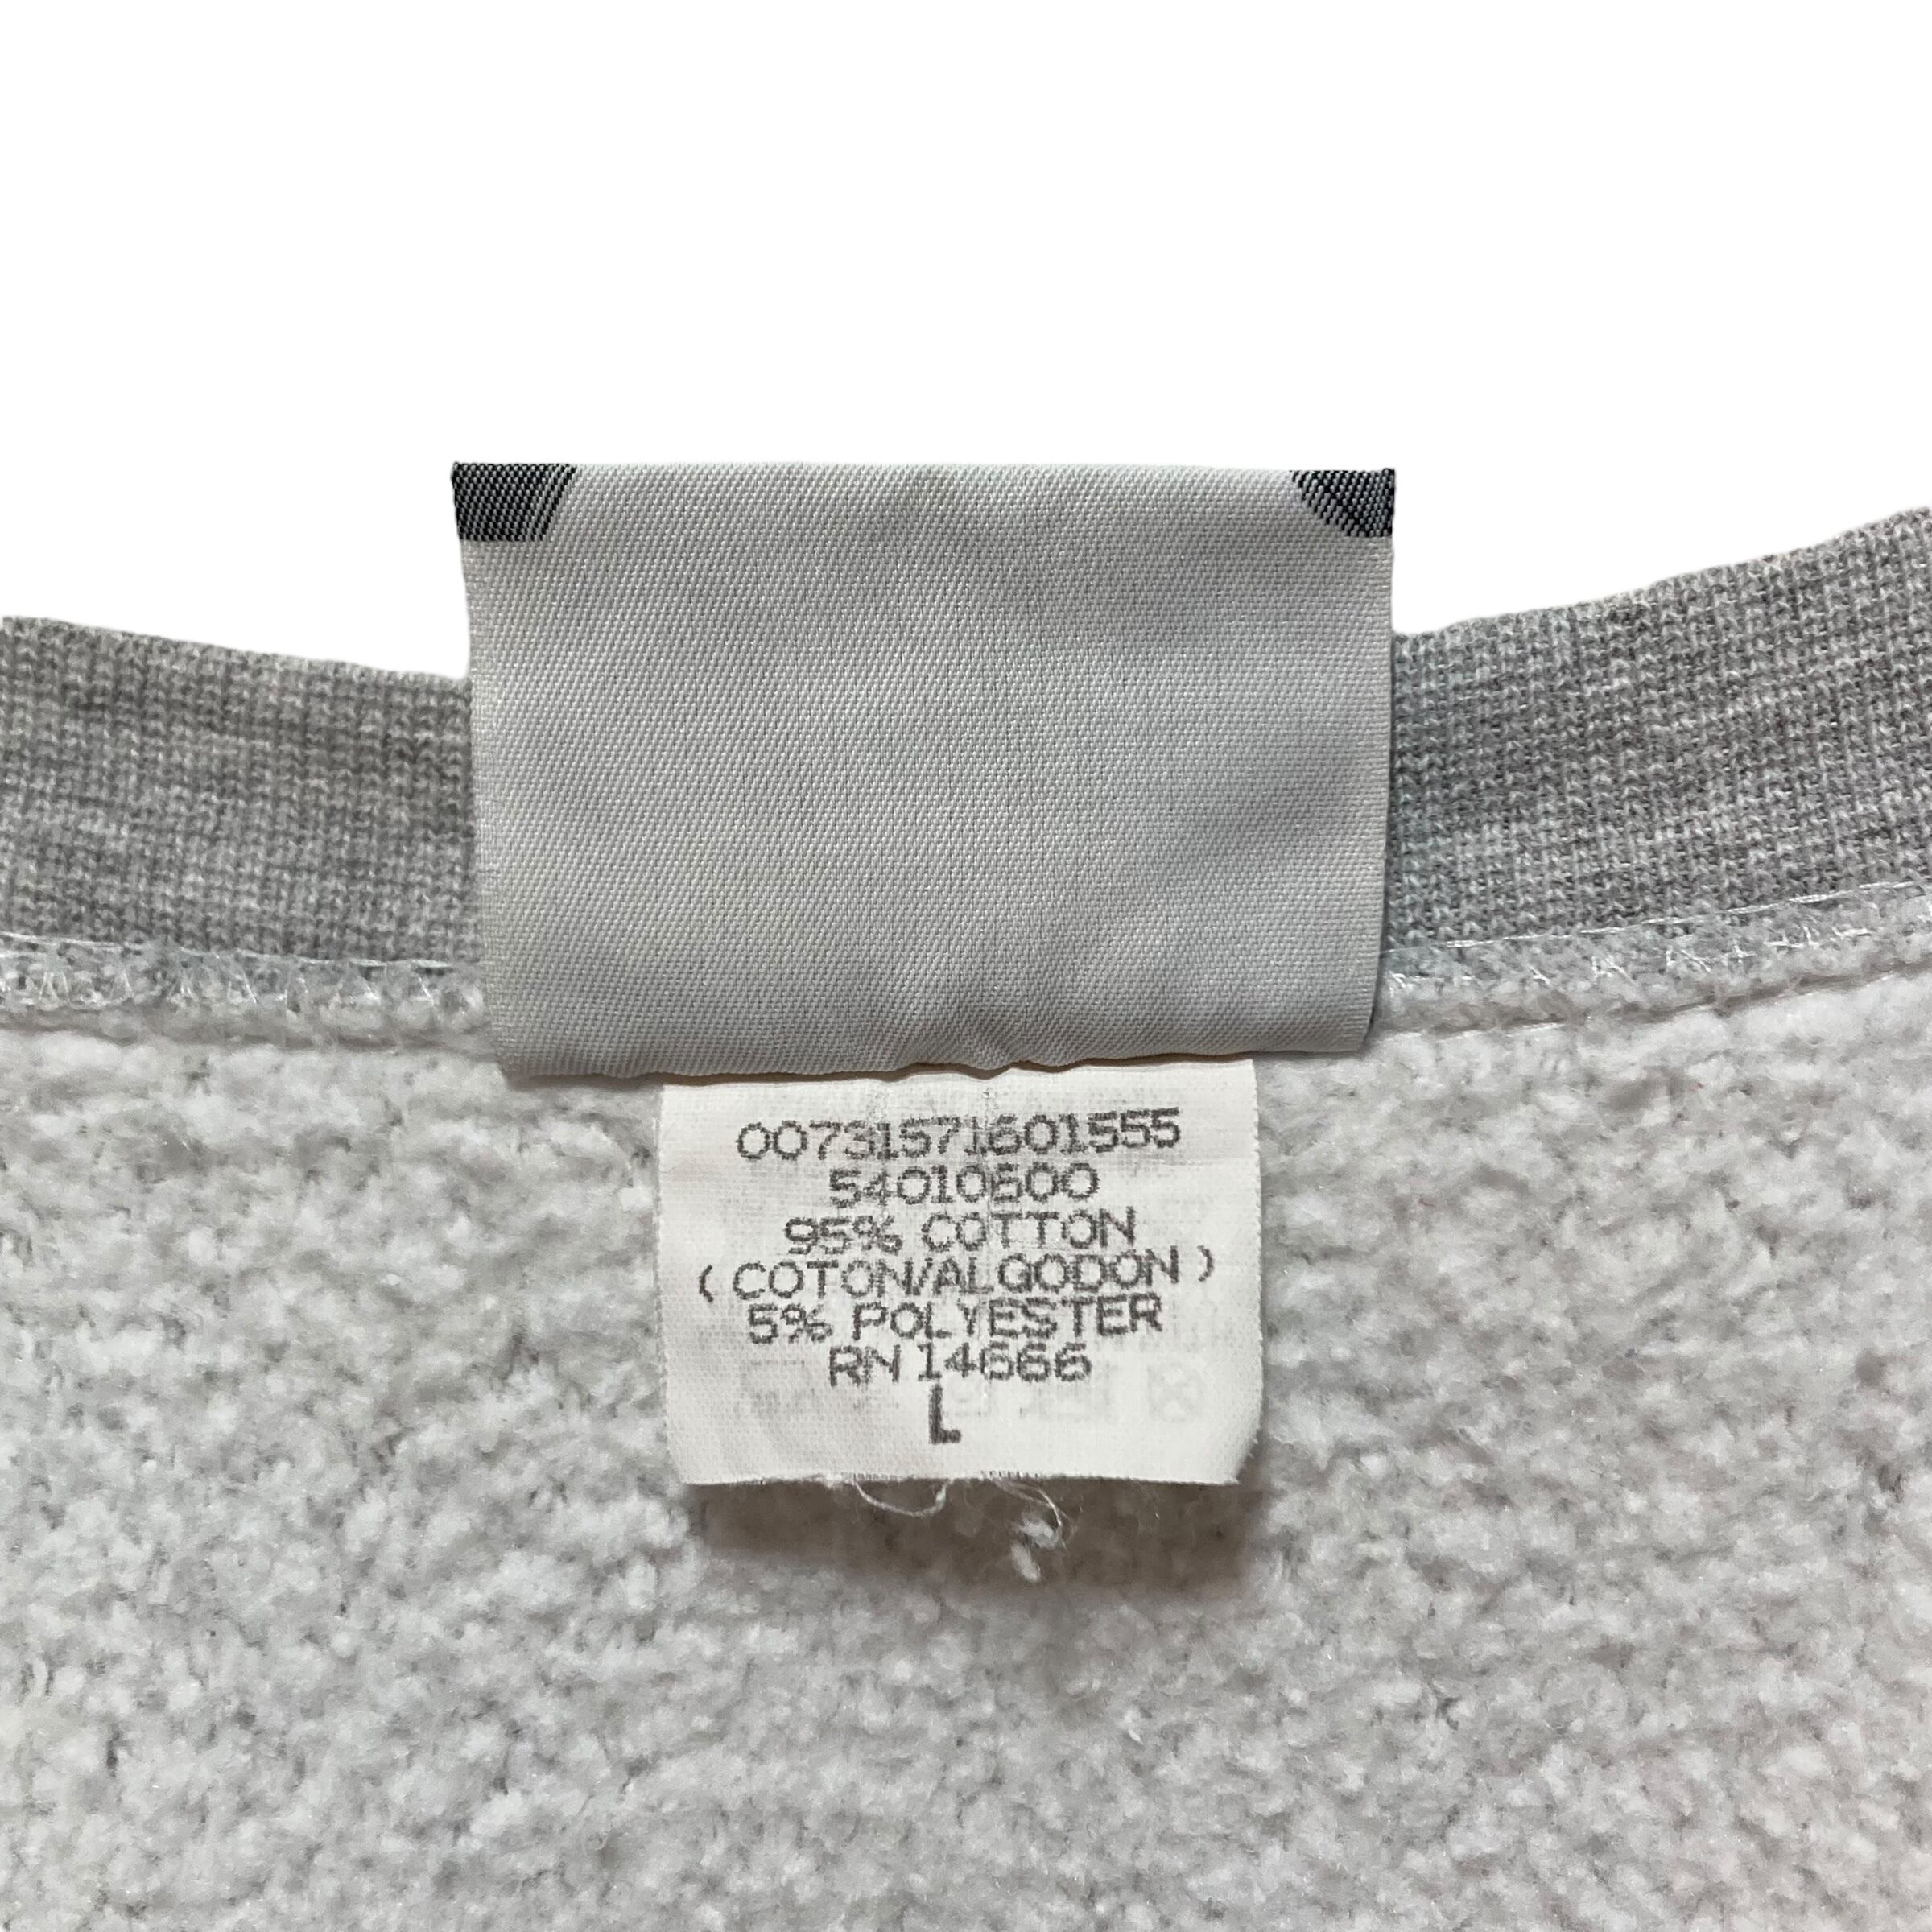 00731571601555
54010600
95% COTTON
( COTON/ALGODON )
5% POLYESTER
RN 14666
L